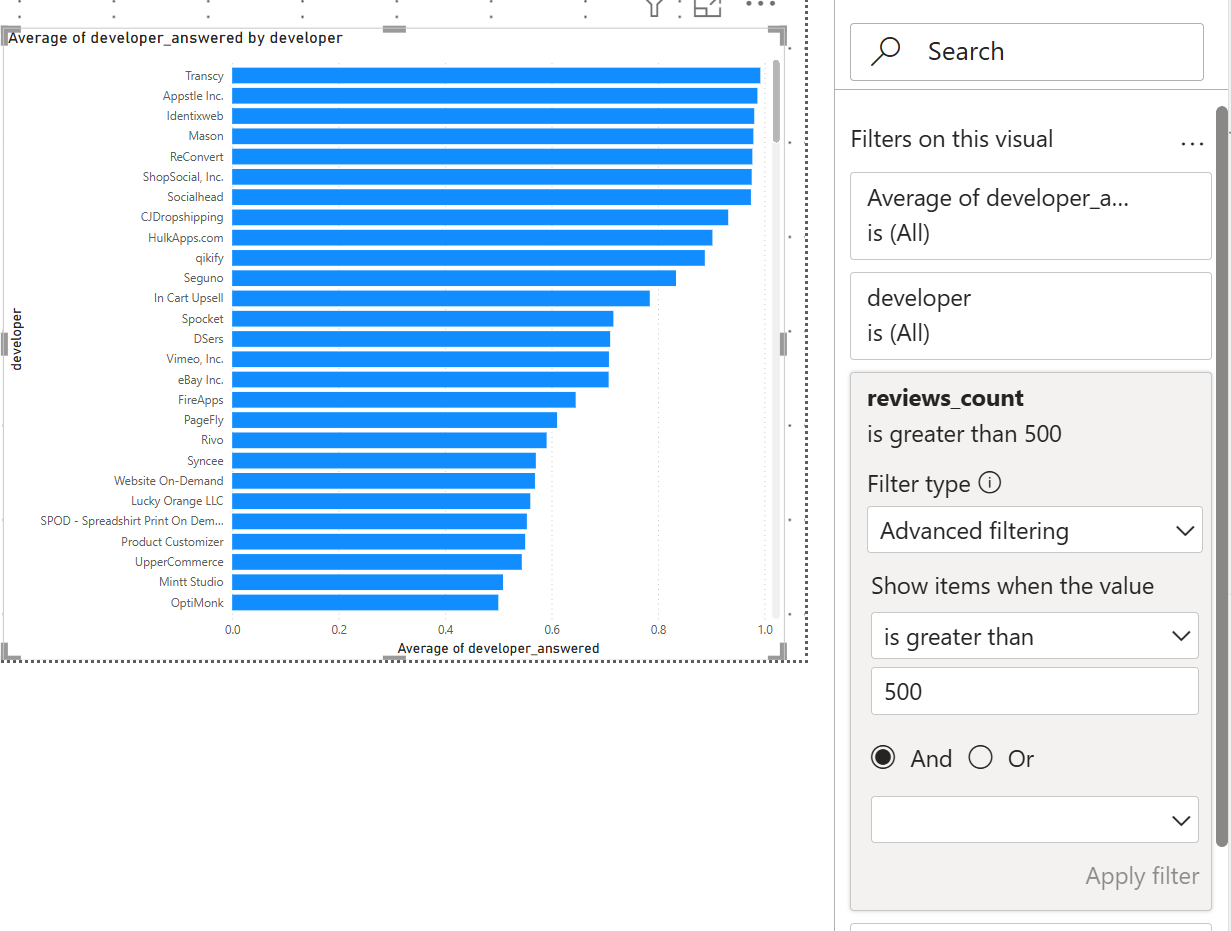 Average of developer_answered by developer
Transcy
Appstle Inc.
Identixweb
Mason
ReConvert
ShopSocial, Inc.
Socialhead
CJDropshipping
HulkApps.com
qikify
Seguno
In Cart Upsell
Spocket
DSers
Vimeo, Inc.
eBay Inc.
FireApps
PageFly
Rivo
Syncee
Website On-Demand
Lucky Orange LLC
SPOD - Spreadshirt Print On Dem...
Product Customizer
UpperCommerce
Mintt Studio
OptiMonk
developer
0.0 0.2 0.4 0.6 0.8 1.0
Average of developer_answered
Search
Filters on this visual
Average of developer_a...
is (All)
developer
is (All)
reviews_count
is greater than 500
Filter type
Advanced filtering
Show items when the value
is greater than
500
And Or
Apply filter